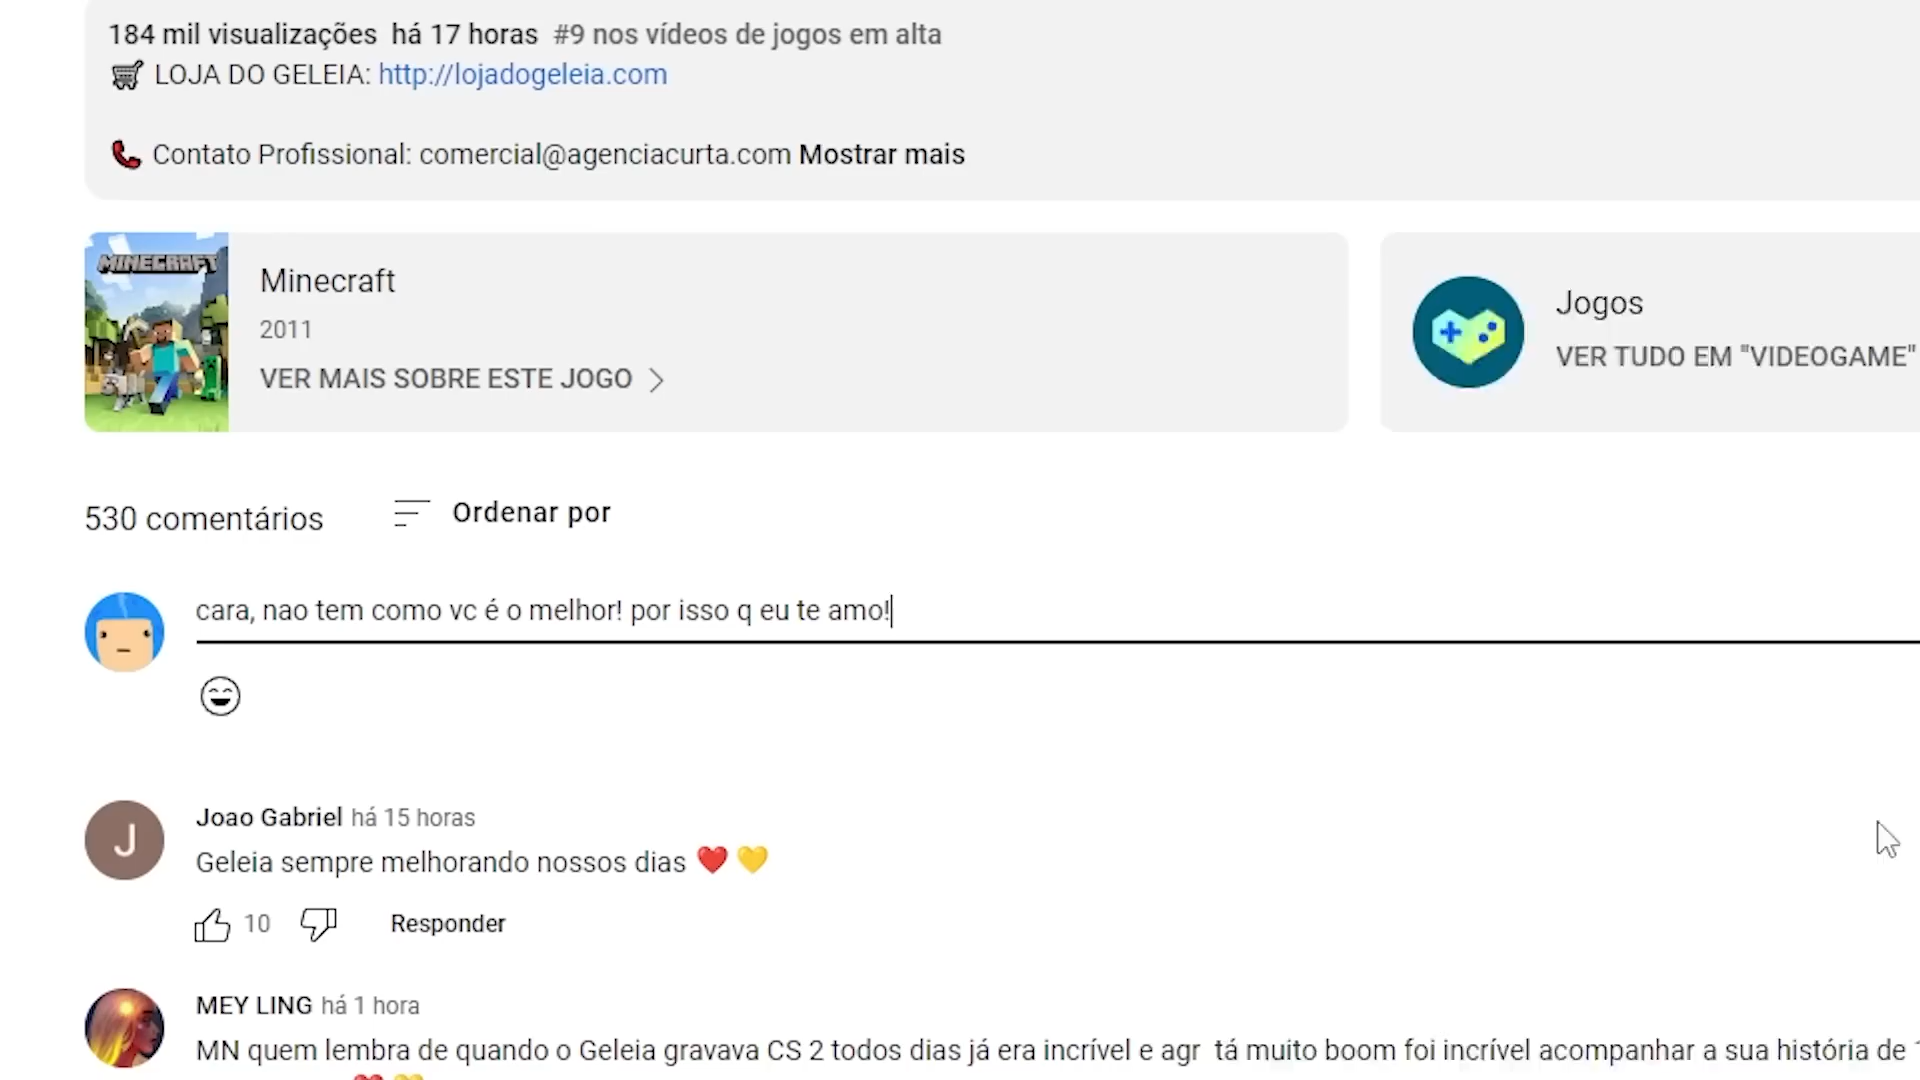 184 mil visualizações há 17 horas #9 nos vídeos de jogos em alta
LOJA DO GELEIA: http://lojadogeleia.com
Contato Profissional: comercial@agenciacurta.com Mostrar mais
MINECRAFT
Minecraft
2011
VER MAIS SOBRE ESTE JOGO
Jogos
VER TUDO EM "VIDEOGAME"
530 comentários
Ordenar por
cara, nao tem como vc é o melhor! por isso q eu te amo!
J
Joao Gabriel há 15 horas
Geleia sempre melhorando nossos dias ❤️ 💛
10
Responder
MEY LING há 1 hora
MN quem lembra de quando o Geleia gravava CS 2 todos dias já era incrível e agr tá muito boom foi incrível acompanhar a sua história de